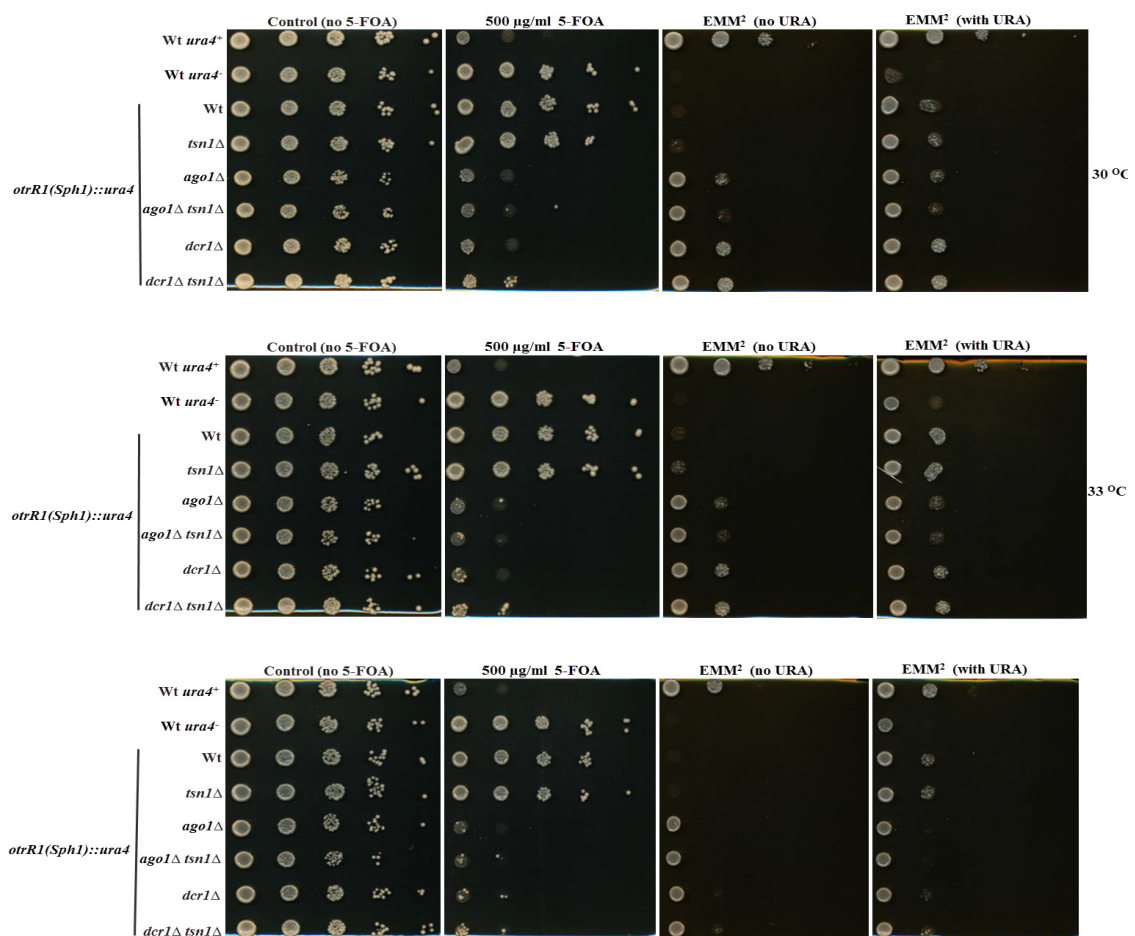 Control (no 5-FOA) 500 µg/ml 5-FOA EMM² (no URA) EMM² (with URA)
Wt ura4⁺
Wt ura4⁻
Wt
tsn1Δ
ago1Δ
otrR1(Sph1)::ura4
30 ᴼC
ago1Δ tsn1Δ
dcr1Δ
dcr1Δ tsn1Δ
Control (no 5-FOA) 500 µg/ml 5-FOA EMM² (no URA) EMM² (with URA)
Wt ura4⁺
Wt ura4⁻
Wt
tsn1Δ
ago1Δ
33 ᴼC
otrR1(Sph1)::ura4
ago1Δ tsn1Δ
dcr1Δ
dcr1Δ tsn1Δ
Control (no 5-FOA) 500 µg/ml 5-FOA EMM² (no URA) EMM² (with URA)
Wt ura4⁺
Wt ura4⁻
Wt
tsn1Δ
ago1Δ
otrR1(Sph1)::ura4
ago1Δ tsn1Δ
dcr1Δ
dcr1Δ tsn1Δ